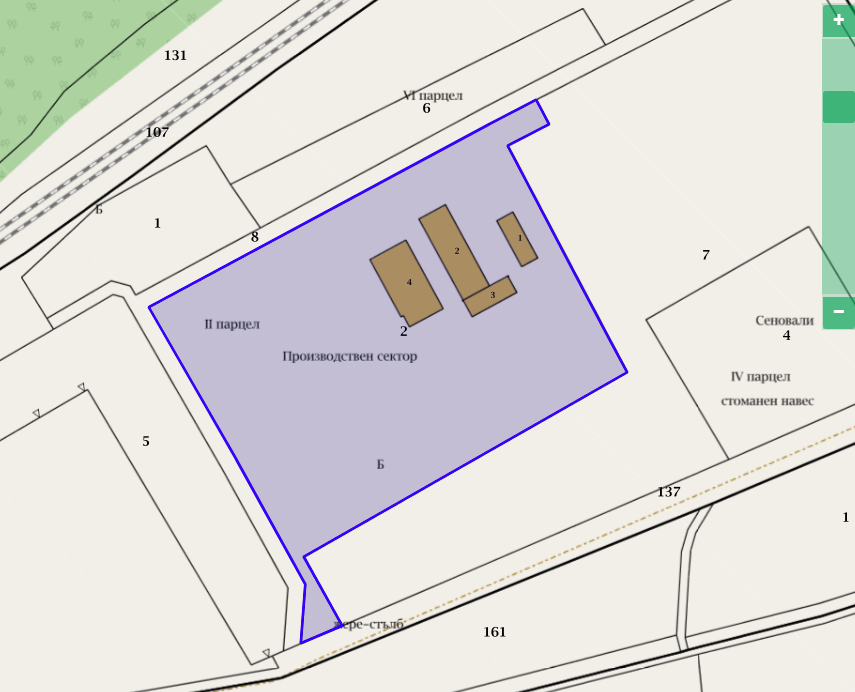 +
131
VI парцел
6
107
Б
1
8
7
1
2
4
3
II парцел
2
Сеновали
4
Производствен сектор
IV парцел
стоманен навес
5
Б
137
1
161
−